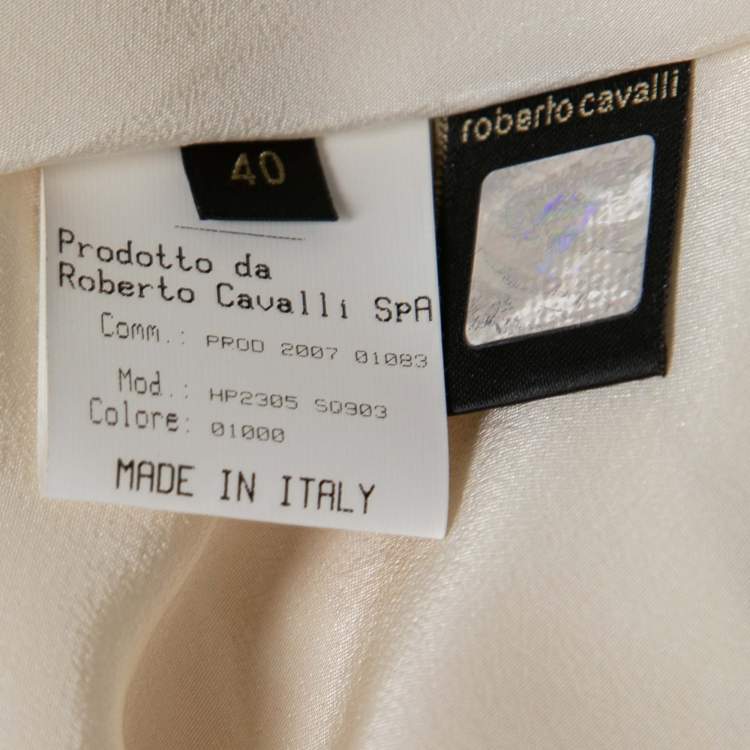 40
Prodotto da
Roberto Cavalli SpA
Comm.: PROD 2007 01083
Mod.: HP2305 SQ903
Colore: 01000
MADE IN ITALY
roberto cavalli